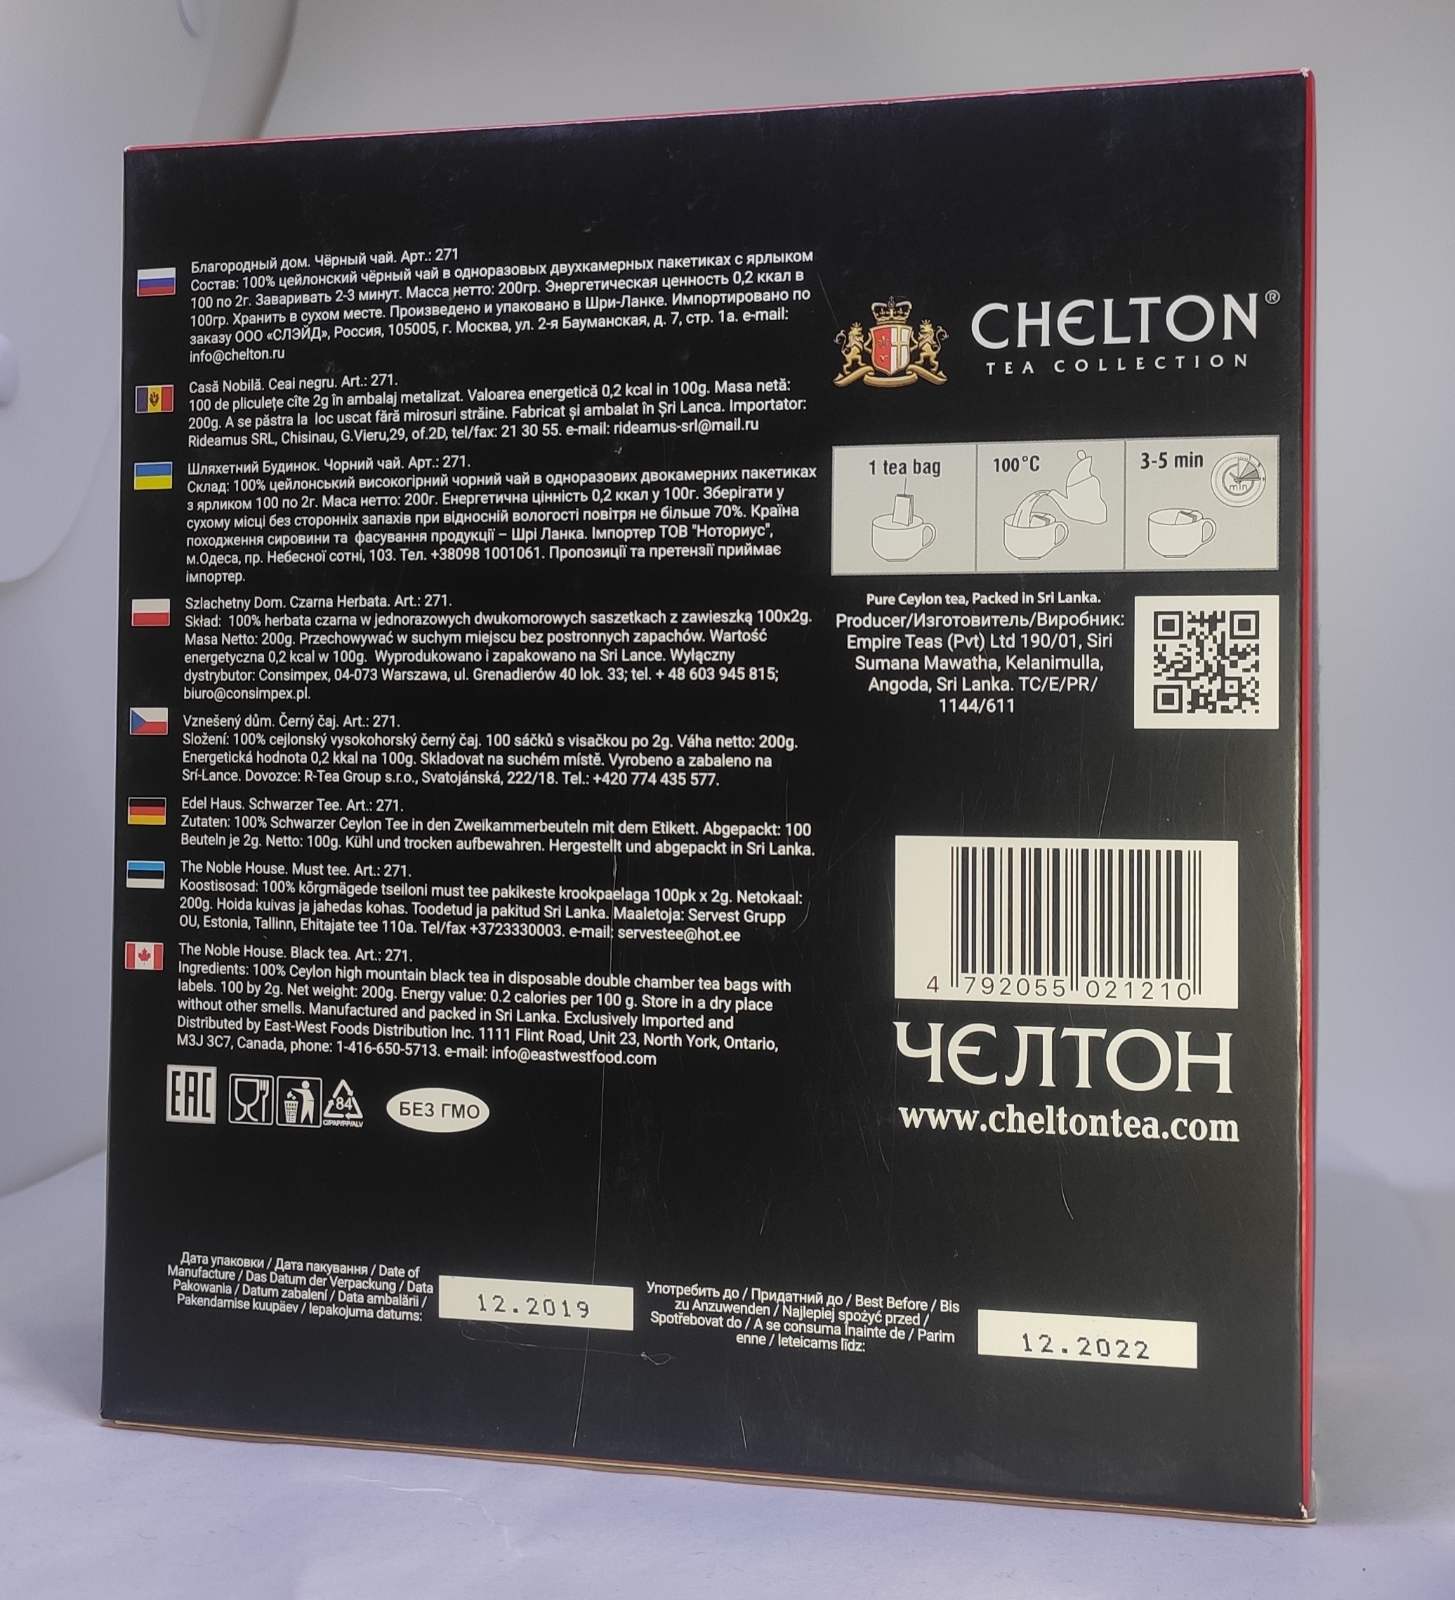 Благородный дом. Чёрный чай. Арт.: 271
Состав: 100% цейлонский чёрный чай в одноразовых двухкамерных пакетиках с ярлыком
100 по 2г. Заваривать 2-3 минут. Масса нетто: 200гр. Энергетическая ценность 0,2 ккал в
100гр. Хранить в сухом месте. Произведено и упаковано в Шри-Ланке. Импортировано по
заказу ООО «СЛЭЙД», Россия, 105005, г. Москва, ул. 2-я Бауманская, д. 7, стр. 1а. e-mail:
info@chelton.ru
Casă Nobilă. Ceai negru. Art.: 271.
100 de pliculețe cîte 2g în ambalaj metalizat. Valoarea energetică 0,2 kcal in 100g. Masa netă:
200g. A se păstra la loc uscat fără mirosuri străine. Fabricat și ambalat în Șri Lanca. Importator:
Rideamus SRL, Chisinau, G.Vieru,29, of.2D, tel/fax: 21 30 55. e-mail: rideamus-srl@mail.ru
Шляхетний Будинок. Чорний чай. Арт.: 271.
Склад: 100% цейлонський високогірний чорний чай в одноразових двокамерних пакетиках
з ярликом 100 по 2г. Маса нетто: 200г. Енергетична цінність 0,2 ккал у 100г. Зберігати у
сухому місці без сторонніх запахів при відносній вологості повітря не більше 70%. Країна
походження сировини та фасування продукції – Шрі Ланка. Імпортер ТОВ "Ноториус",
м.Одеса, пр. Небесної сотні, 103. Тел. +38098 1001061. Пропозиції та претензії приймає
імпортер.
Szlachetny Dom. Czarna Herbata. Art.: 271.
Skład: 100% herbata czarna w jednorazowych dwukomorowych saszetkach z zawieszką 100x2g.
Masa Netto: 200g. Przechowywać w suchym miejscu bez postronnych zapachów. Wartość
energetyczna 0,2 kcal w 100g. Wyprodukowano i zapakowano na Sri Lance. Wyłączny
dystrybutor: Consimpex, 04-073 Warszawa, ul. Grenadierów 40 lok. 33; tel. + 48 603 945 815;
biuro@consimpex.pl.
Vznešený dům. Černý čaj. Art.: 271.
Složení: 100% cejlonský vysokohorský černý čaj. 100 sáčků s visačkou po 2g. Váha netto: 200g.
Energetická hodnota 0,2 kkal na 100g. Skladovat na suchém místě. Vyrobeno a zabaleno na
Srí-Lance. Dovozce: R-Tea Group s.r.o., Svatojánská, 222/18. Tel.: +420 774 435 577.
Edel Haus. Schwarzer Tee. Art.: 271.
Zutaten: 100% Schwarzer Ceylon Tee in den Zweikammerbeuteln mit dem Etikett. Abgepackt: 100
Beuteln je 2g. Netto: 100g. Kühl und trocken aufbewahren. Hergestellt und abgepackt in Sri Lanka.
The Noble House. Must tee. Art.: 271.
Koostisosad: 100% kõrgmägede tseiloni must tee pakikeste krookpaelaga 100pk x 2g. Netokaal:
200g. Hoida kuivas ja jahedas kohas. Toodetud ja pakitud Sri Lanka. Maaletoja: Servest Grupp
OU, Estonia, Tallinn, Ehitajate tee 110a. Tel/fax +3723330003. e-mail: servestee@hot.ee
The Noble House. Black tea. Art.: 271.
Ingredients: 100% Ceylon high mountain black tea in disposable double chamber tea bags with
labels. 100 by 2g. Net weight: 200g. Energy value: 0.2 calories per 100 g. Store in a dry place
without other smells. Manufactured and packed in Sri Lanka. Exclusively Imported and
Distributed by East-West Foods Distribution Inc. 1111 Flint Road, Unit 23, North York, Ontario,
M3J 3C7, Canada, phone: 1-416-650-5713. e-mail: info@eastwestfood.com
EAC
84
C/PAP/PP/ALV
БЕЗ ГМО
CHELTON®
TEA COLLECTION
1 tea bag
100°C
3-5 min
min
Pure Ceylon tea, Packed in Sri Lanka.
Producer/Изготовитель/Виробник:
Empire Teas (Pvt) Ltd 190/01, Siri
Sumana Mawatha, Kelanimulla,
Angoda, Sri Lanka. TC/E/PR/
1144/611
4 792055 021210
ЧЕЛТОН
www.cheltontea.com
Дата упаковки / Дата пакування / Date of
Manufacture / Das Datum der Verpackung / Data
Pakowania / Datum zabalení / Data ambalării /
Pakendamise kuupäev / Iepakojuma datums:
12.2019
Употребить до / Придатний до / Best Before / Bis
zu Anzuwenden / Najlepiej spożyć przed /
Spotřebovat do / A se consuma înainte de / Parim
enne / Ieteicams līdz:
12.2022